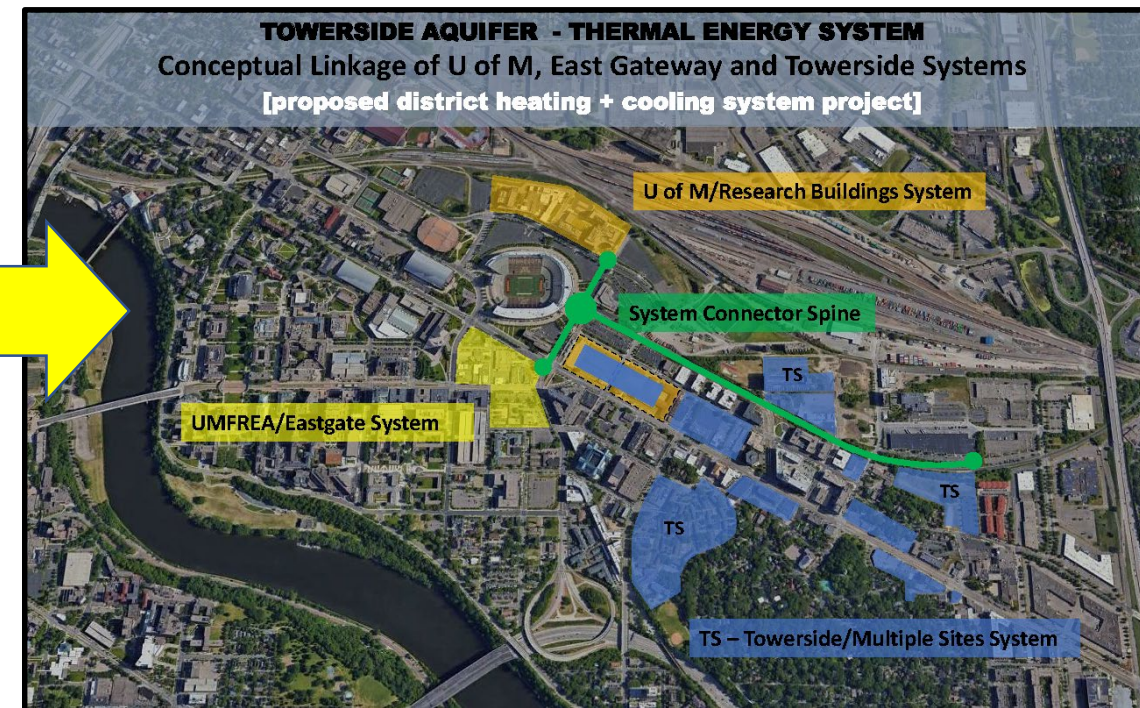 TOWERSIDE AQUIFER - THERMAL ENERGY SYSTEM
Conceptual Linkage of U of M, East Gateway and Towerside Systems
[proposed district heating + cooling system project]
U of M/Research Buildings System
System Connector Spine
TS
UMFREA/Eastgate System
TS
TS
TS – Towerside/Multiple Sites System